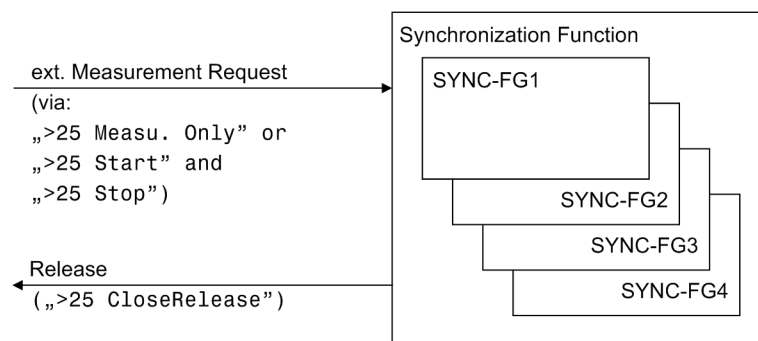 Synchronization Function
ext. Measurement Request
(via:
„>25 Measu. Only” or
„>25 Start” and
„>25 Stop”)
SYNC-FG1
SYNC-FG2
SYNC-FG3
SYNC-FG4
Release
(„>25 CloseRelease”)